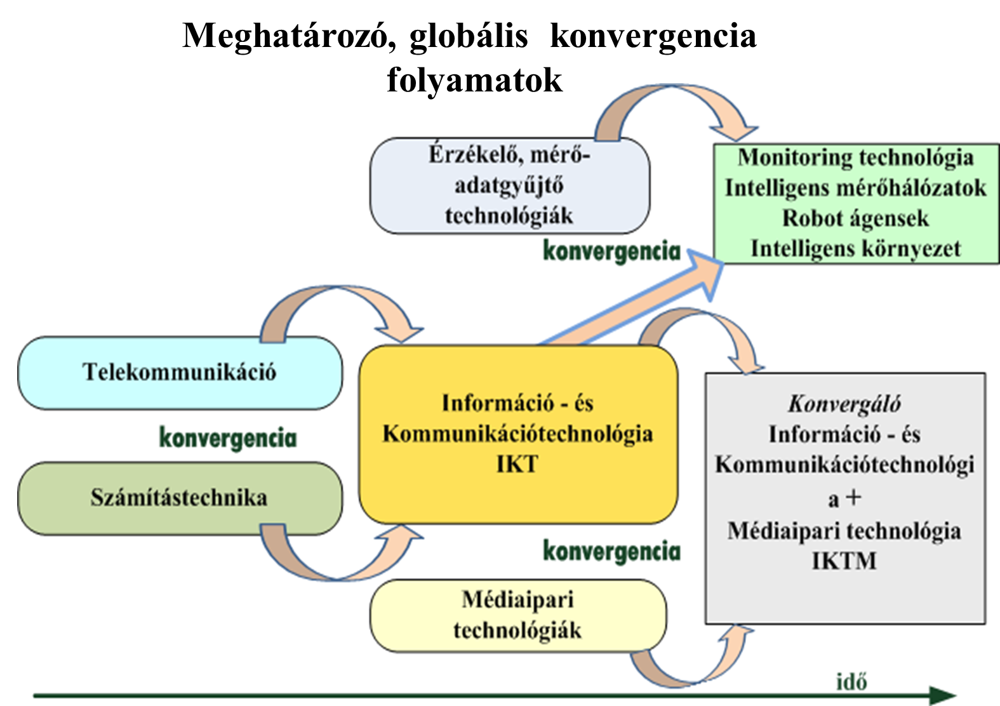 Meghatározó, globális konvergencia
folyamatok
Érzékelő, mérő-
adatgyűjtő
technológiák
Monitoring technológia
Intelligens mérőhálózatok
Robot ágensek
Intelligens környezet
konvergencia
Telekommunikáció
konvergencia
Számítástechnika
Információ - és
Kommunikációtechnológia
IKT
Konvergáló
Információ - és
Kommunikációtechnológi
a +
Médiaipari technológia
IKTM
konvergencia
Médiaipari
technológiák
idő